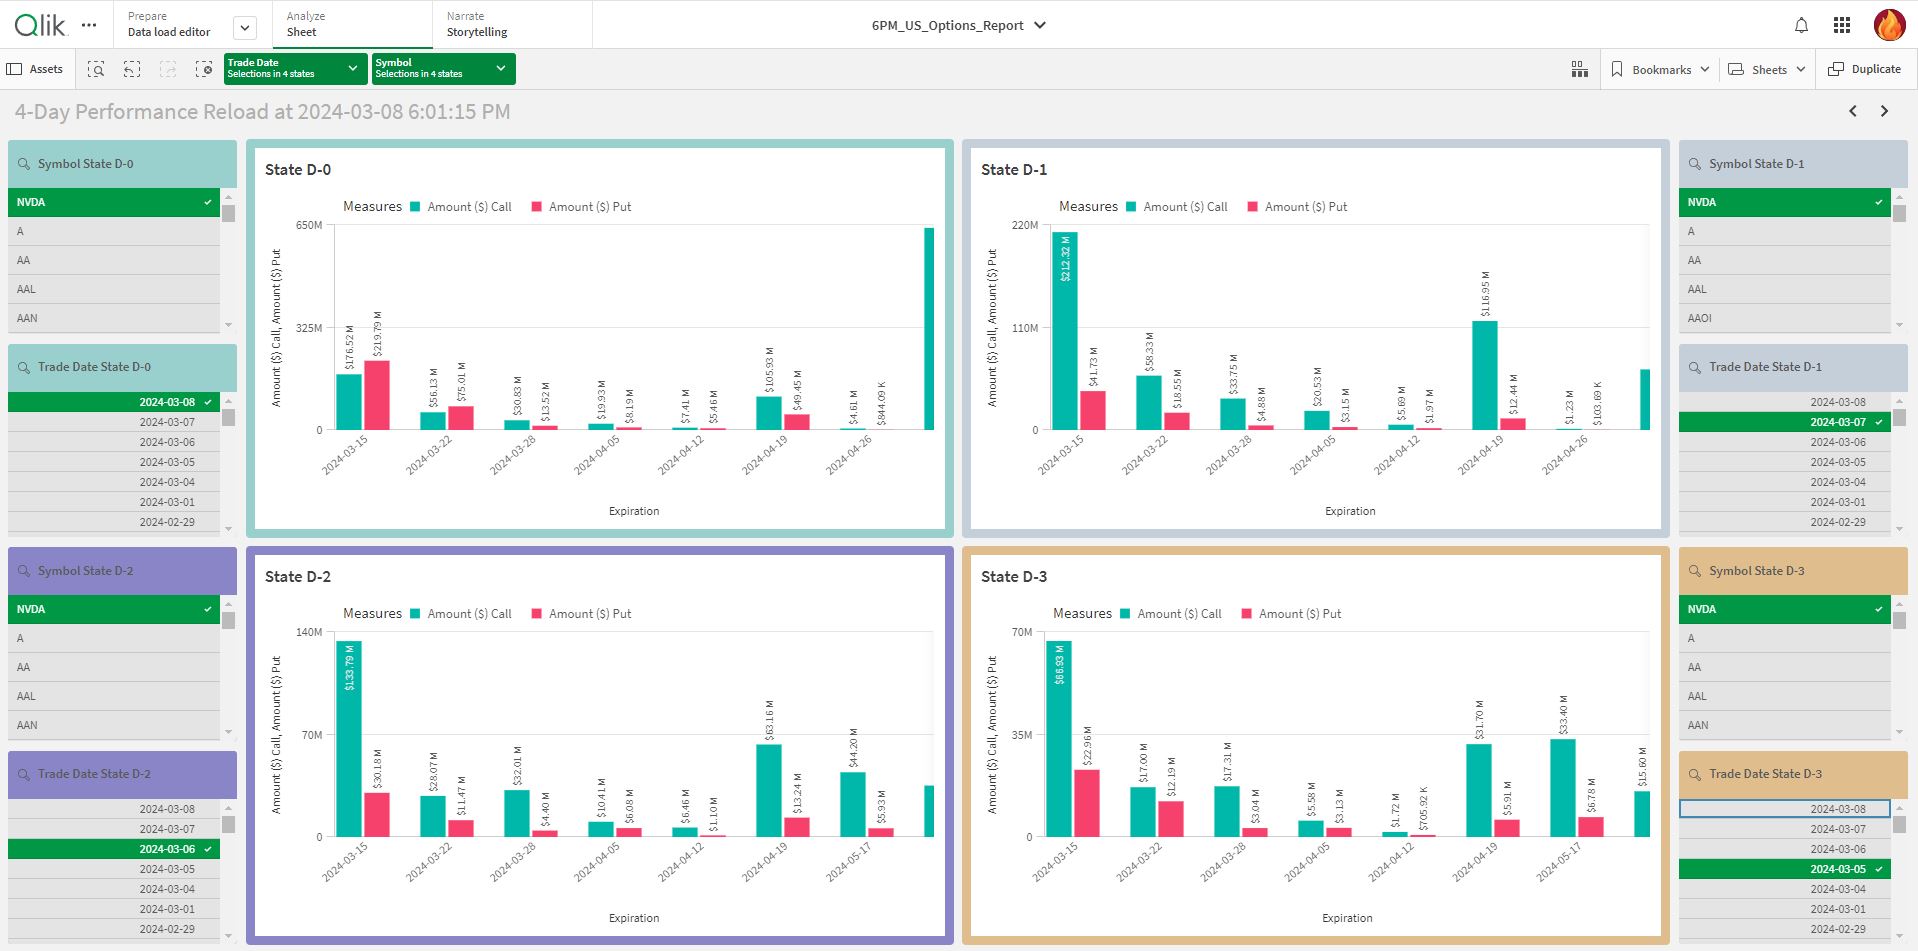 Qlik
Prepare
Data load editor
Analyze
Sheet
Narrate
Storytelling
6PM_US_Options_Report
Assets
Trade Date
Selections in 4 states
Symbol
Selections in 4 states
Bookmarks
Sheets
Duplicate
4-Day Performance Reload at 2024-03-08 6:01:15 PM
Symbol State D-0
NVDA
A
AA
AAL
AAN
Trade Date State D-0
2024-03-08
2024-03-07
2024-03-06
2024-03-05
2024-03-04
2024-03-01
2024-02-29
State D-0
Measures Amount ($) Call Amount ($) Put
Amount ($) Call, Amount ($) Put
650M
325M
0
$176.52 M
$219.79 M
$56.13 M
$75.01 M
$30.83 M
$13.52 M
$19.93 M
$8.19 M
$7.41 M
$5.46 M
$105.93 M
$49.45 M
$4.61 M
$844.09 K
2024-03-15
2024-03-22
2024-03-28
2024-04-05
2024-04-12
2024-04-19
2024-04-26
Expiration
State D-1
Measures Amount ($) Call Amount ($) Put
Amount ($) Call, Amount ($) Put
220M
110M
0
$212.32 M
$41.73 M
$58.33 M
$18.55 M
$33.75 M
$4.88 M
$20.53 M
$3.15 M
$5.69 M
$1.97 M
$116.95 M
$12.44 M
$1.23 M
$103.69 K
2024-03-15
2024-03-22
2024-03-28
2024-04-05
2024-04-12
2024-04-19
2024-04-26
Expiration
Symbol State D-1
NVDA
A
AA
AAL
AAOI
Trade Date State D-1
2024-03-08
2024-03-07
2024-03-06
2024-03-05
2024-03-04
2024-03-01
2024-02-29
Symbol State D-2
NVDA
A
AA
AAL
AAN
Trade Date State D-2
2024-03-08
2024-03-07
2024-03-06
2024-03-05
2024-03-04
2024-03-01
2024-02-29
State D-2
Measures Amount ($) Call Amount ($) Put
Amount ($) Call, Amount ($) Put
140M
70M
0
$133.79 M
$30.18 M
$28.07 M
$11.47 M
$32.01 M
$4.40 M
$10.41 M
$6.08 M
$6.46 M
$1.10 M
$63.16 M
$13.24 M
$44.20 M
$5.93 M
2024-03-15
2024-03-22
2024-03-28
2024-04-05
2024-04-12
2024-04-19
2024-05-17
Expiration
State D-3
Measures Amount ($) Call Amount ($) Put
Amount ($) Call, Amount ($) Put
70M
35M
0
$66.93 M
$22.96 M
$17.00 M
$12.19 M
$17.31 M
$3.04 M
$5.58 M
$3.13 M
$1.72 M
$705.92 K
$31.70 M
$5.91 M
$33.40 M
$6.78 M
$15.60 M
2024-03-15
2024-03-22
2024-03-28
2024-04-05
2024-04-12
2024-04-19
2024-05-17
Expiration
Symbol State D-3
NVDA
A
AA
AAL
AAN
Trade Date State D-3
2024-03-08
2024-03-07
2024-03-06
2024-03-05
2024-03-04
2024-03-01
2024-02-29